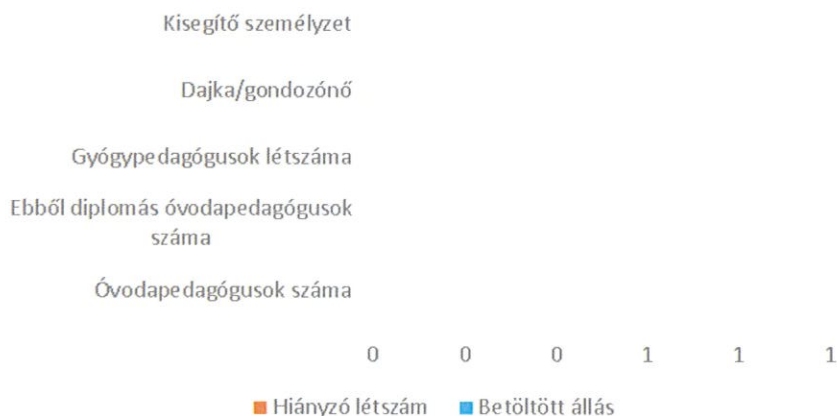 Kisegítő személyzet
Dajka/gondozónő
Gyógypedagógusok létszáma
Ebből diplomás óvodapedagógusok
száma
Óvodapedagógusok száma
0 0 0 1 1 1
Hiányzó létszám Betöltött állás